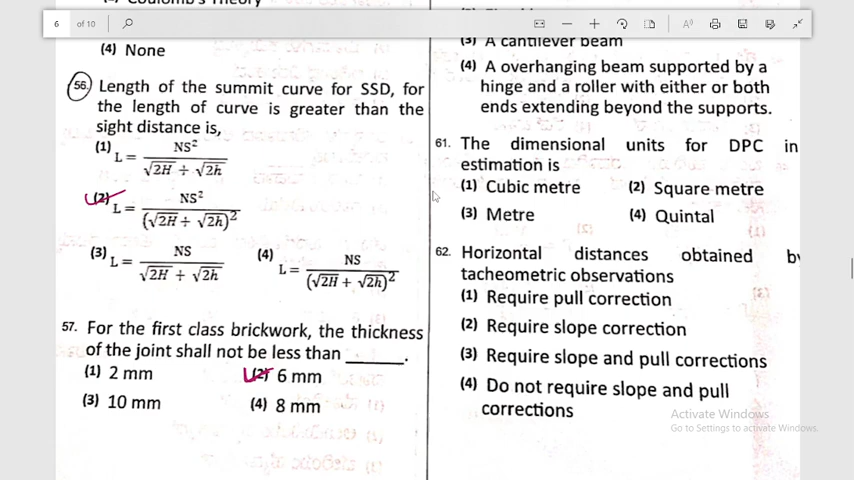 6 of 10
(4) None
56. Length of the summit curve for SSD, for
the length of curve is greater than the
sight distance is,
(1) L = NS² / √2H + √2h
(2) L = NS² / (√2H + √2h)²
(3) L = NS / √2H + √2h
(4) L = NS / (√2H + √2h)²
57. For the first class brickwork, the thickness
of the joint shall not be less than ______.
(1) 2 mm
(2) 6 mm
(3) 10 mm
(4) 8 mm
(3) A cantilever beam
(4) A overhanging beam supported by a
hinge and a roller with either or both
ends extending beyond the supports.
61. The dimensional units for DPC in
estimation is
(1) Cubic metre
(2) Square metre
(3) Metre
(4) Quintal
62. Horizontal distances obtained by
tacheometric observations
(1) Require pull correction
(2) Require slope correction
(3) Require slope and pull corrections
(4) Do not require slope and pull
corrections
Activate Windows
Go to Settings to activate Windows.